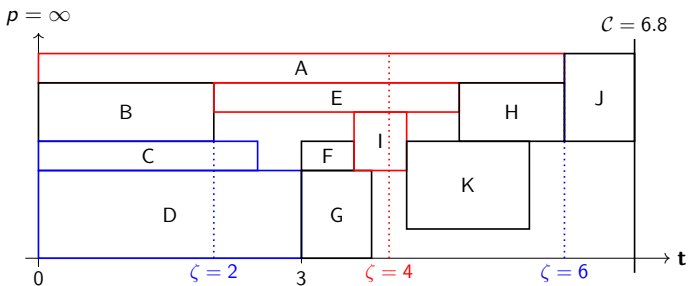 p = ∞
𝒞 = 6.8
A
E
B
H
J
C
F
I
D
G
K
t
0
ζ = 2
3
ζ = 4
ζ = 6